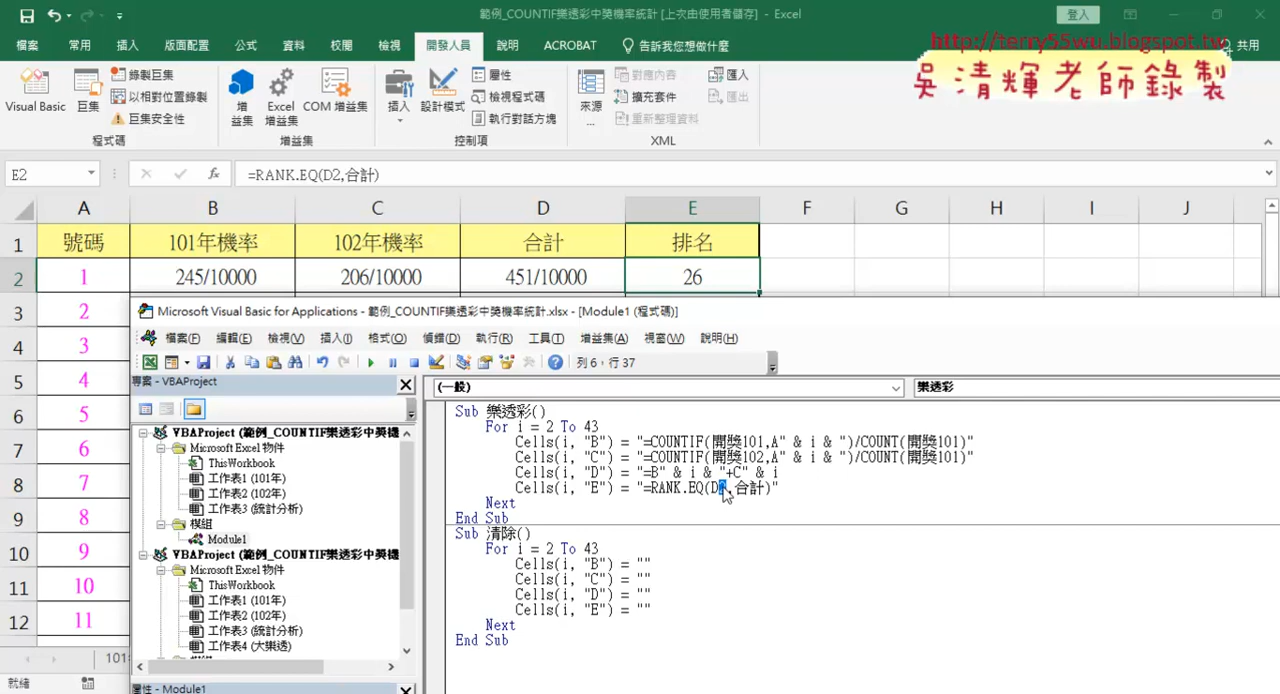 範例_COUNTIF樂透彩中獎機率統計 [上次由使用者儲存] - Excel
登入
檔案 常用 插入 版面配置 公式 資料 校閱 檢視 開發人員 說明 ACROBAT 告訴我您想做什麼 共用
http://terry55wu.blogspot.tw
吳清輝老師錄製
Visual Basic 巨集 錄製巨集 以相對位置錄製 巨集安全性 程式碼
增益集 Excel 增益集 COM 增益集 增益集
插入 設計模式 屬性 檢視程式碼 執行對話方塊 控制項
來源 對應內容 擴充套件 重新整理資料 匯入 匯出 XML
E2 fx =RANK.EQ(D2,合計)
A B C D E F G H I J
1 號碼 101年機率 102年機率 合計 排名
2 1 245/10000 206/10000 451/10000 26
3 2
4 3
5 4
6 5
7 6
8 7
9 8
10 9
11 10
12 11
101
就緒
Microsoft Visual Basic for Applications - 範例_COUNTIF樂透彩中獎機率統計.xlsx - [Module1 (程式碼)]
檔案(F) 編輯(E) 檢視(V) 插入(I) 格式(O) 偵錯(D) 執行(R) 工具(T) 增益集(A) 視窗(W) 說明(H)
列 6，行 37
專案 - VBAProject
VBAProject (範例_COUNTIF樂透彩中獎機
Microsoft Excel 物件
ThisWorkbook
工作表1 (101年)
工作表2 (102年)
工作表3 (統計分析)
模組
Module1
VBAProject (範例_COUNTIF樂透彩中獎機
Microsoft Excel 物件
ThisWorkbook
工作表1 (101年)
工作表2 (102年)
工作表3 (統計分析)
工作表4 (大樂透)
屬性 - Module1
(一般) 樂透彩
Sub 樂透彩()
For i = 2 To 43
Cells(i, "B") = "=COUNTIF(開獎101,A" & i & ")/COUNT(開獎101)"
Cells(i, "C") = "=COUNTIF(開獎102,A" & i & ")/COUNT(開獎101)"
Cells(i, "D") = "=B" & i & "+C" & i
Cells(i, "E") = "=RANK.EQ(D2,合計)"
Next
End Sub
Sub 清除()
For i = 2 To 43
Cells(i, "B") = ""
Cells(i, "C") = ""
Cells(i, "D") = ""
Cells(i, "E") = ""
Next
End Sub